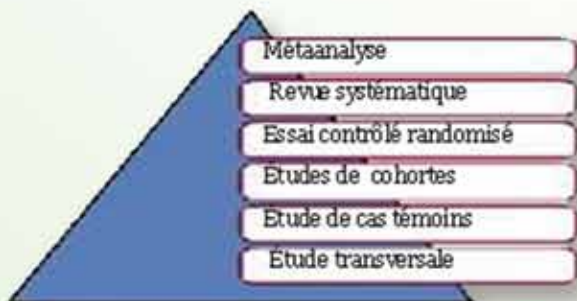 Métaanalyse
Revue systématique
Essai contrôlé randomisé
Études de cohortes
Étude de cas témoins
Étude transversale